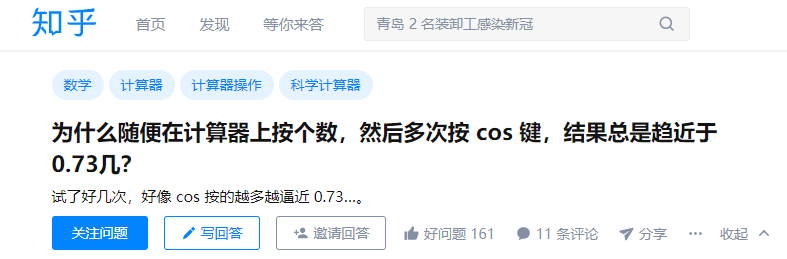 知乎 首页 发现 等你来答 青岛 2 名装卸工感染新冠
数学 计算器 计算器操作 科学计算器
为什么随便在计算器上按个数，然后多次按 cos 键，结果总是趋近于
0.73几？
试了好几次，好像 cos 按的越多越逼近 0.73...。
关注问题 写回答 邀请回答 好问题 161 11 条评论 分享 ··· 收起